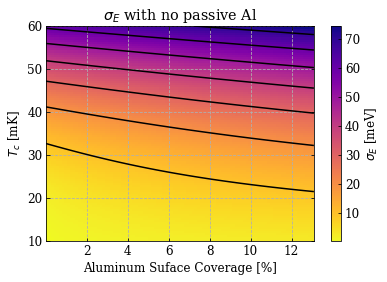 σ_E with no passive Al
60
50
40
30
20
10
T_c [mK]
2 4 6 8 10 12
Aluminum Suface Coverage [%]
70
60
50
40
30
20
10
σ_E [meV]